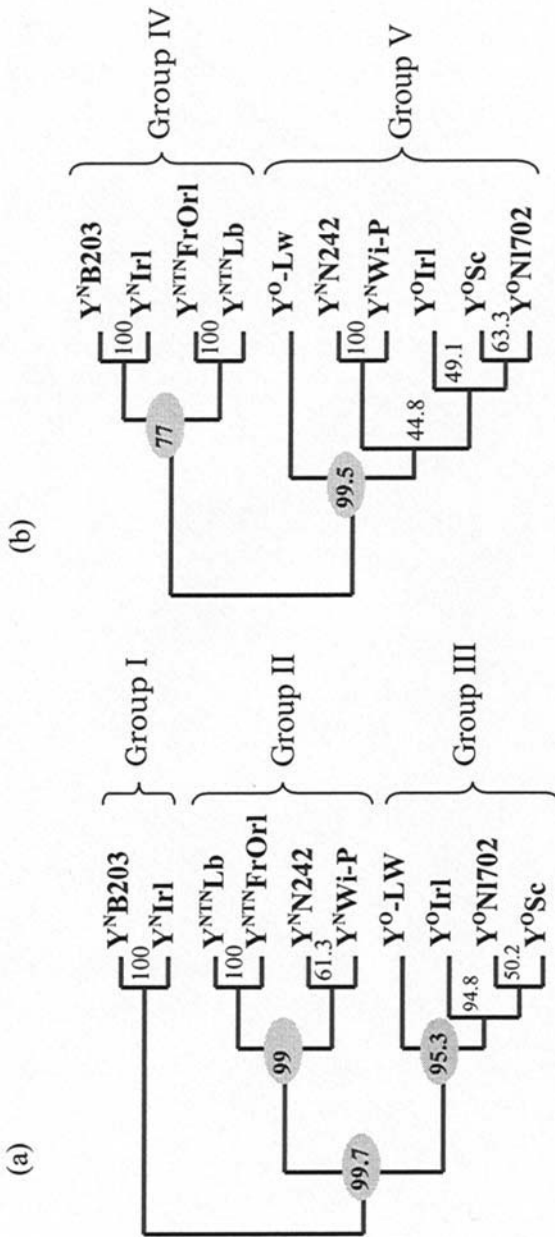 (a)
Y^N B203
100
Y^N Irl
Group I
Y^NTN Lb
100
Y^NTN FrOrl
99
Y^N N242
61.3
Y^N Wi-P
Group II
99.7
Y^O-LW
Y^O Irl
95.3
94.8
Y^O Nl702
50.2
Y^O Sc
Group III
(b)
Y^N B203
100
Y^N Irl
77
Y^NTN FrOrl
100
Y^NTN Lb
Group IV
Y^O-Lw
99.5
Y^N N242
100
Y^N Wi-P
44.8
Y^O Irl
49.1
Y^O Sc
63.3
Y^O Nl702
Group V